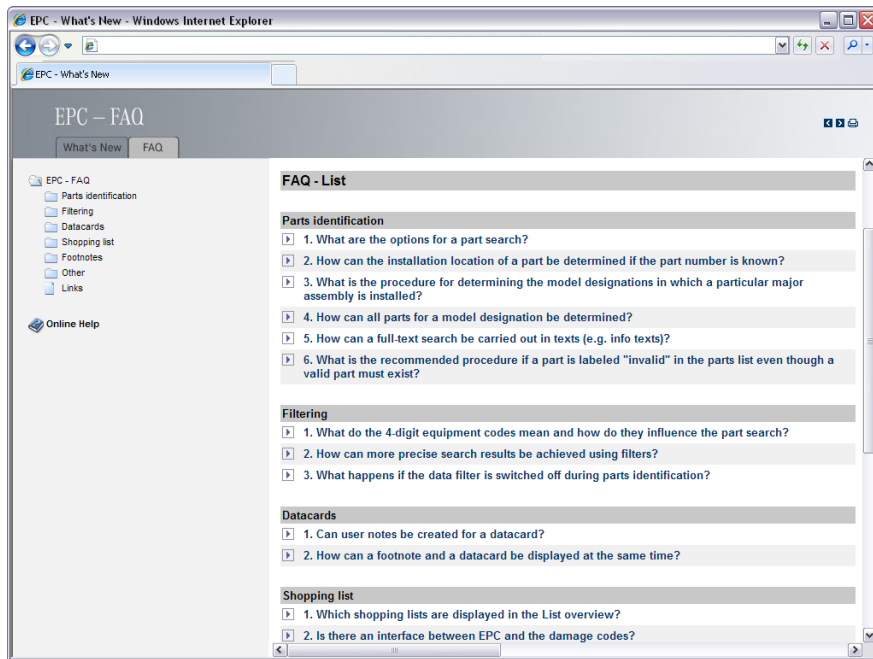 EPC - What's New - Windows Internet Explorer
EPC - What's New
EPC – FAQ
What's New
FAQ
EPC - FAQ
Parts identification
Filtering
Datacards
Shopping list
Footnotes
Other
Links
Online Help
FAQ - List
Parts identification
1. What are the options for a part search?
2. How can the installation location of a part be determined if the part number is known?
3. What is the procedure for determining the model designations in which a particular major
assembly is installed?
4. How can all parts for a model designation be determined?
5. How can a full-text search be carried out in texts (e.g. info texts)?
6. What is the recommended procedure if a part is labeled "invalid" in the parts list even though a
valid part must exist?
Filtering
1. What do the 4-digit equipment codes mean and how do they influence the part search?
2. How can more precise search results be achieved using filters?
3. What happens if the data filter is switched off during parts identification?
Datacards
1. Can user notes be created for a datacard?
2. How can a footnote and a datacard be displayed at the same time?
Shopping list
1. Which shopping lists are displayed in the List overview?
2. Is there an interface between EPC and the damage codes?